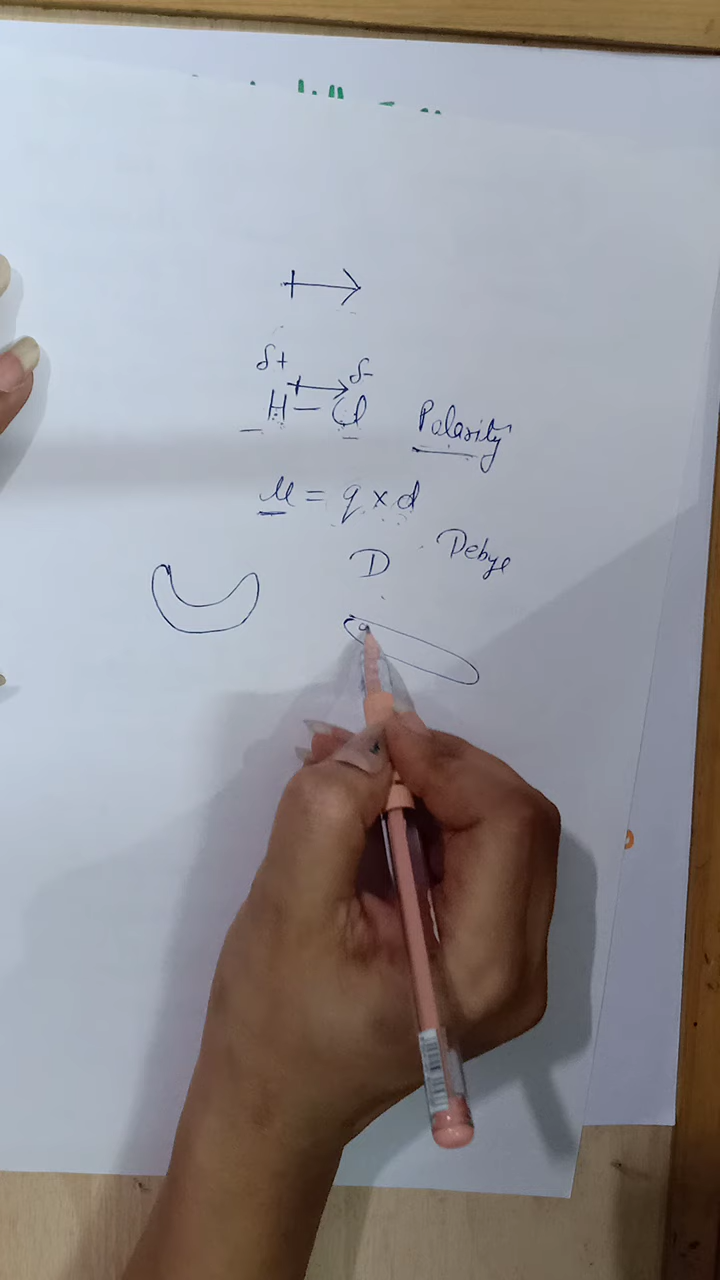 δ+ δ-
H — Cl Polarity
μ = q × d
D Debye